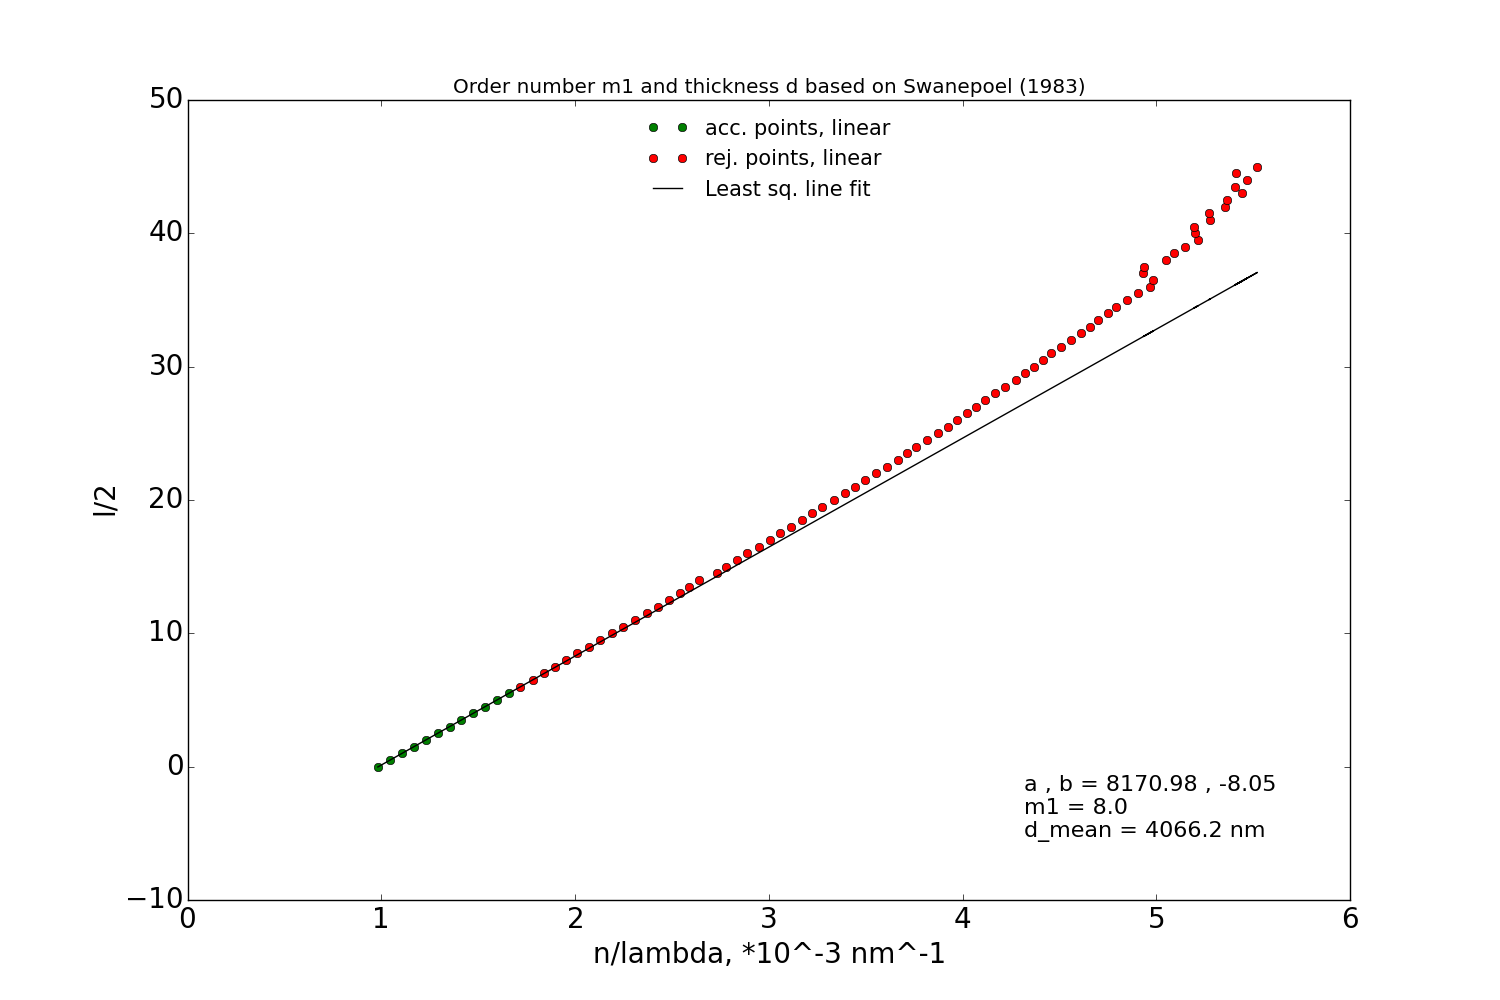 Order number m1 and thickness d based on Swanepoel (1983)
50
40
30
20
10
0
−10
l/2
acc. points, linear
rej. points, linear
Least sq. line fit
a , b = 8170.98 , -8.05
m1 = 8.0
d_mean = 4066.2 nm
0 1 2 3 4 5 6
n/lambda, *10^-3 nm^-1